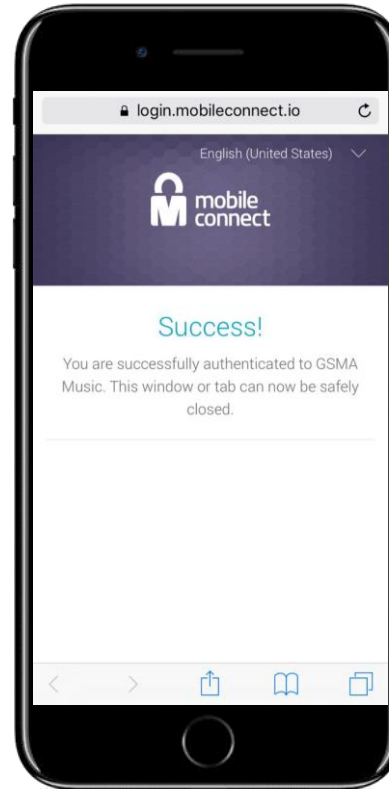 login.mobileconnect.io
English (United States)
mobile
connect
Success!
You are successfully authenticated to GSMA
Music. This window or tab can now be safely
closed.